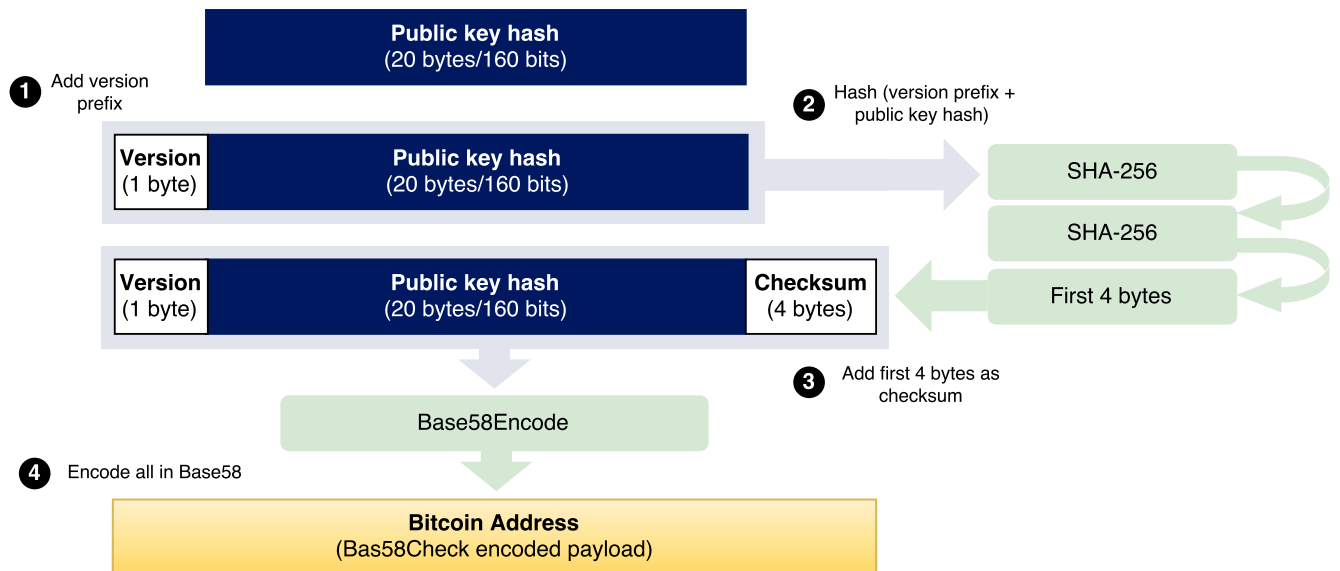 Public key hash
(20 bytes/160 bits)
1 Add version
prefix
2 Hash (version prefix +
public key hash)
Version
(1 byte)
Public key hash
(20 bytes/160 bits)
SHA-256
SHA-256
First 4 bytes
Version
(1 byte)
Public key hash
(20 bytes/160 bits)
Checksum
(4 bytes)
3 Add first 4 bytes as
checksum
Base58Encode
4 Encode all in Base58
Bitcoin Address
(Bas58Check encoded payload)